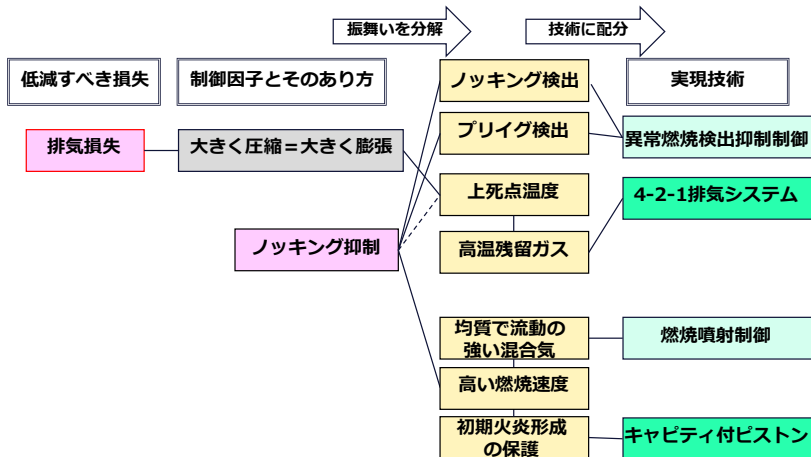 振舞いを分解
技術に配分
低減すべき損失
制御因子とそのあり方
ノッキング検出
実現技術
プリイグ検出
異常燃焼検出抑制制御
排気損失
大きく圧縮＝大きく膨張
上死点温度
4-2-1排気システム
ノッキング抑制
高温残留ガス
均質で流動の
強い混合気
燃焼噴射制御
高い燃焼速度
初期火炎形成
の保護
キャビティ付ピストン